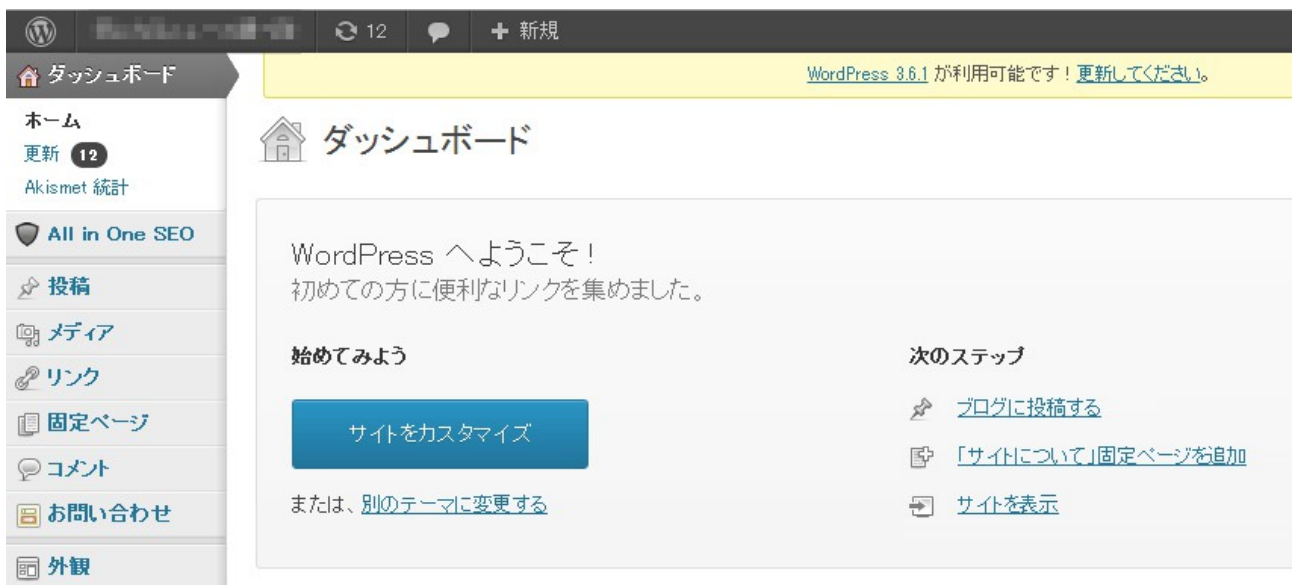 12 新規
ダッシュボード
WordPress 3.6.1 が利用可能です ! 更新してください。
ホーム
更新 12
Akismet 統計
ダッシュボード
All in One SEO
投稿
メディア
リンク
固定ページ
コメント
お問い合わせ
外観
WordPress へようこそ !
初めての方に便利なリンクを集めました。
始めてみよう
サイトをカスタマイズ
または、別のテーマに変更する
次のステップ
ブログに投稿する
「サイトについて」固定ページを追加
サイトを表示